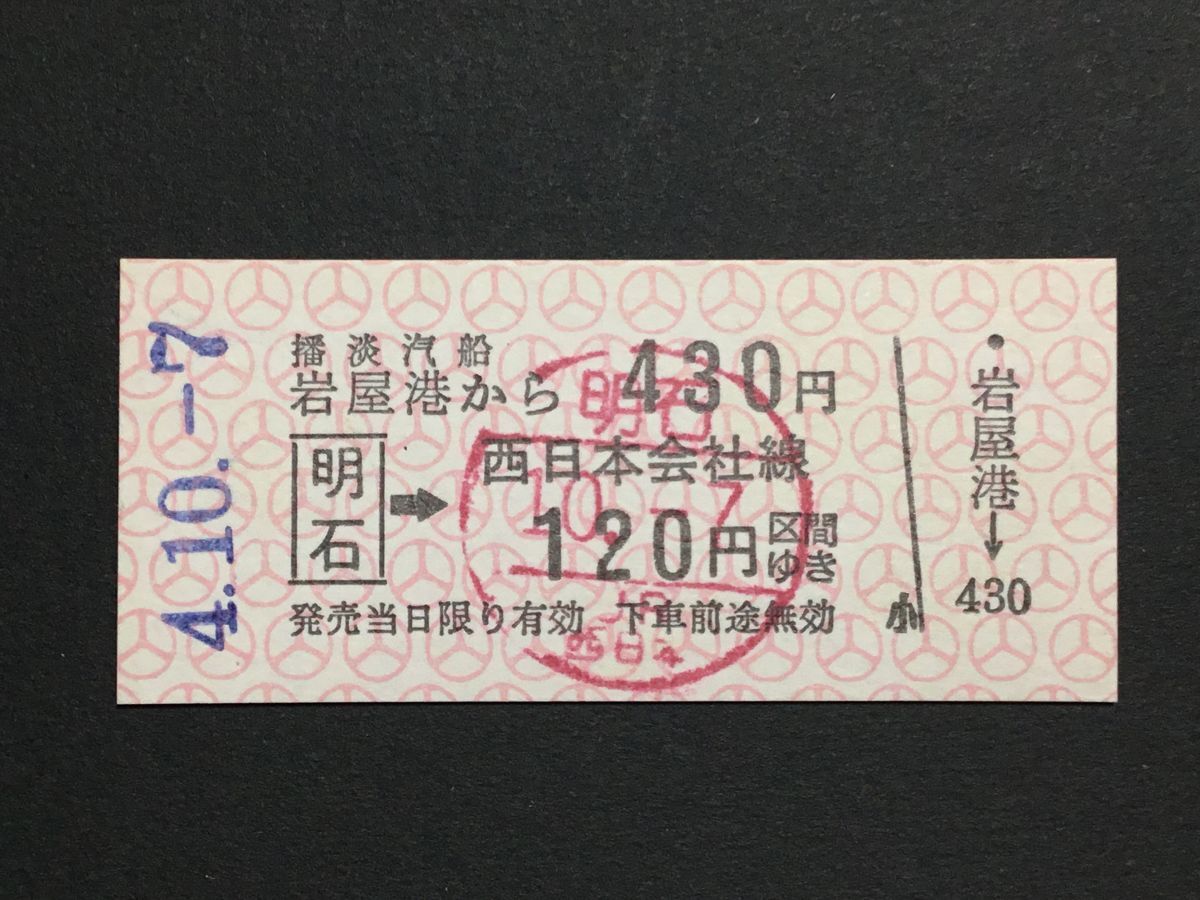 4.10.-7
播淡汽船
岩屋港から 430円
明石 ➡ 西日本会社線
120円 区間ゆき
発売当日限り有効 下車前途無効
小
・岩屋港→430
明石
10.-7
JR
西日本